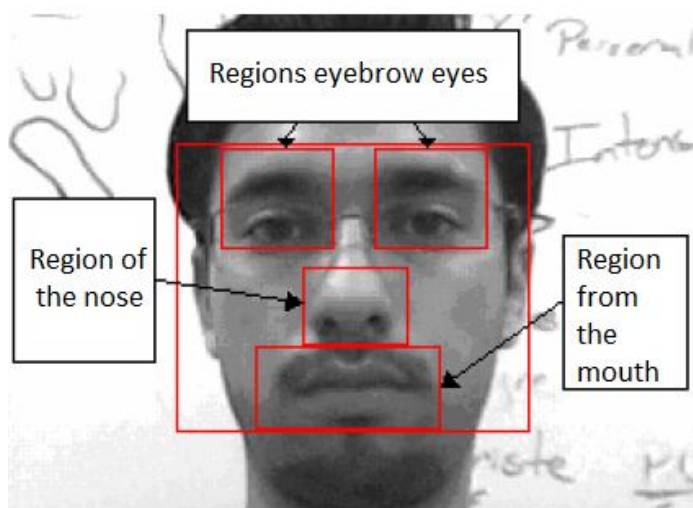 Regions eyebrow eyes
Region of
the nose
Region
from
the
mouth